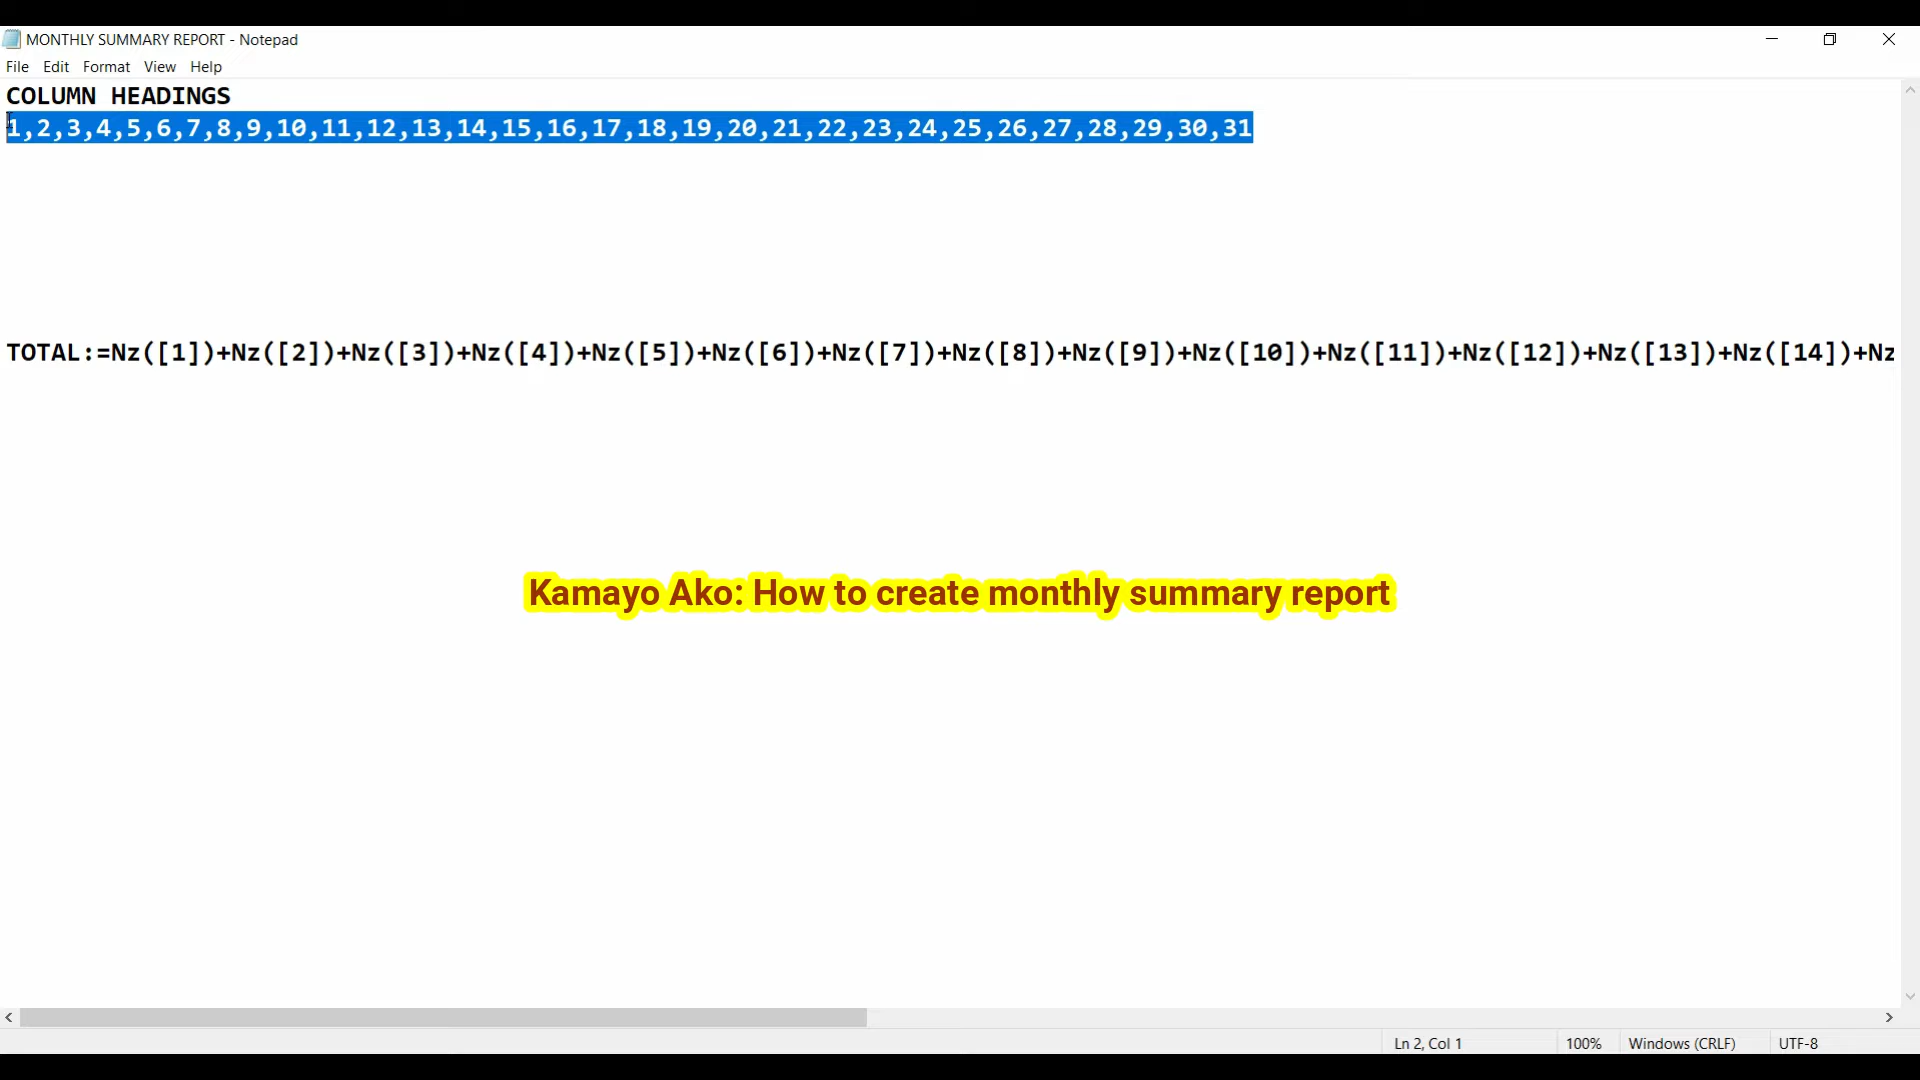 MONTHLY SUMMARY REPORT - Notepad
File Edit Format View Help
COLUMN HEADINGS
1,2,3,4,5,6,7,8,9,10,11,12,13,14,15,16,17,18,19,20,21,22,23,24,25,26,27,28,29,30,31
TOTAL:=Nz([1])+Nz([2])+Nz([3])+Nz([4])+Nz([5])+Nz([6])+Nz([7])+Nz([8])+Nz([9])+Nz([10])+Nz([11])+Nz([12])+Nz([13])+Nz([14])+Nz
Kamayo Ako: How to create monthly summary report
Ln 2, Col 1 100% Windows (CRLF) UTF-8